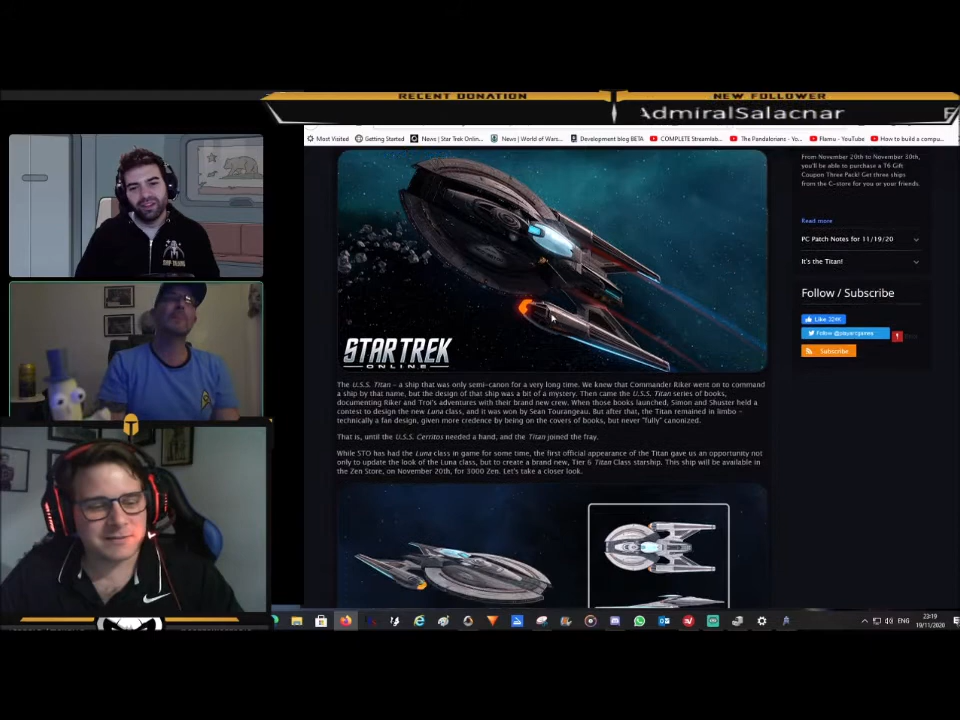 RECENT DONATION
NEW FOLLOWER
AdmiralSalacnar
Most Visited Getting Started News | Star Trek Onlin... News | World of Wars... Development blog BETA COMPLETE Streamlab... The Pandalorians - Yo... Flamu - YouTube How to build a compu...
From November 20th to November 30th,
you'll be able to purchase a T6 Gift
Coupon Three Pack! Get three ships
from the C-store for you or your friends.
Read more
PC Patch Notes for 11/19/20
It's the Titan!
Follow / Subscribe
Like 326K
Follow @pwerfgames
Subscribe
STAR TREK
ONLINE
The U.S.S. Titan – a ship that was only semi-canon for a very long time. We knew that Commander Riker went on to command
a ship by that name, but the design of that ship was a bit of a mystery. Then came the U.S.S. Titan series of books,
documenting Riker and Troi's adventures with their brand new crew. When those books launched, Simon and Shuster held a
contest to design the new Luna class, and it was won by Sean Tourangeau. But after that, the Titan remained in limbo –
technically a fan design, given more credence by being on the covers of books, but never "fully" canonized.
That is, until the U.S.S. Cerritos needed a hand, and the Titan joined the fray.
While STO has had the Luna class in game for some time, the first official appearance of the Titan gave us an opportunity not
only to update the look of the Luna class, but to create a brand new, Tier 6 Titan Class starship. This ship will be available in
the Zen Store, on November 20th, for 3000 Zen. Let's take a closer look.
ENG
23:19
19/11/2020